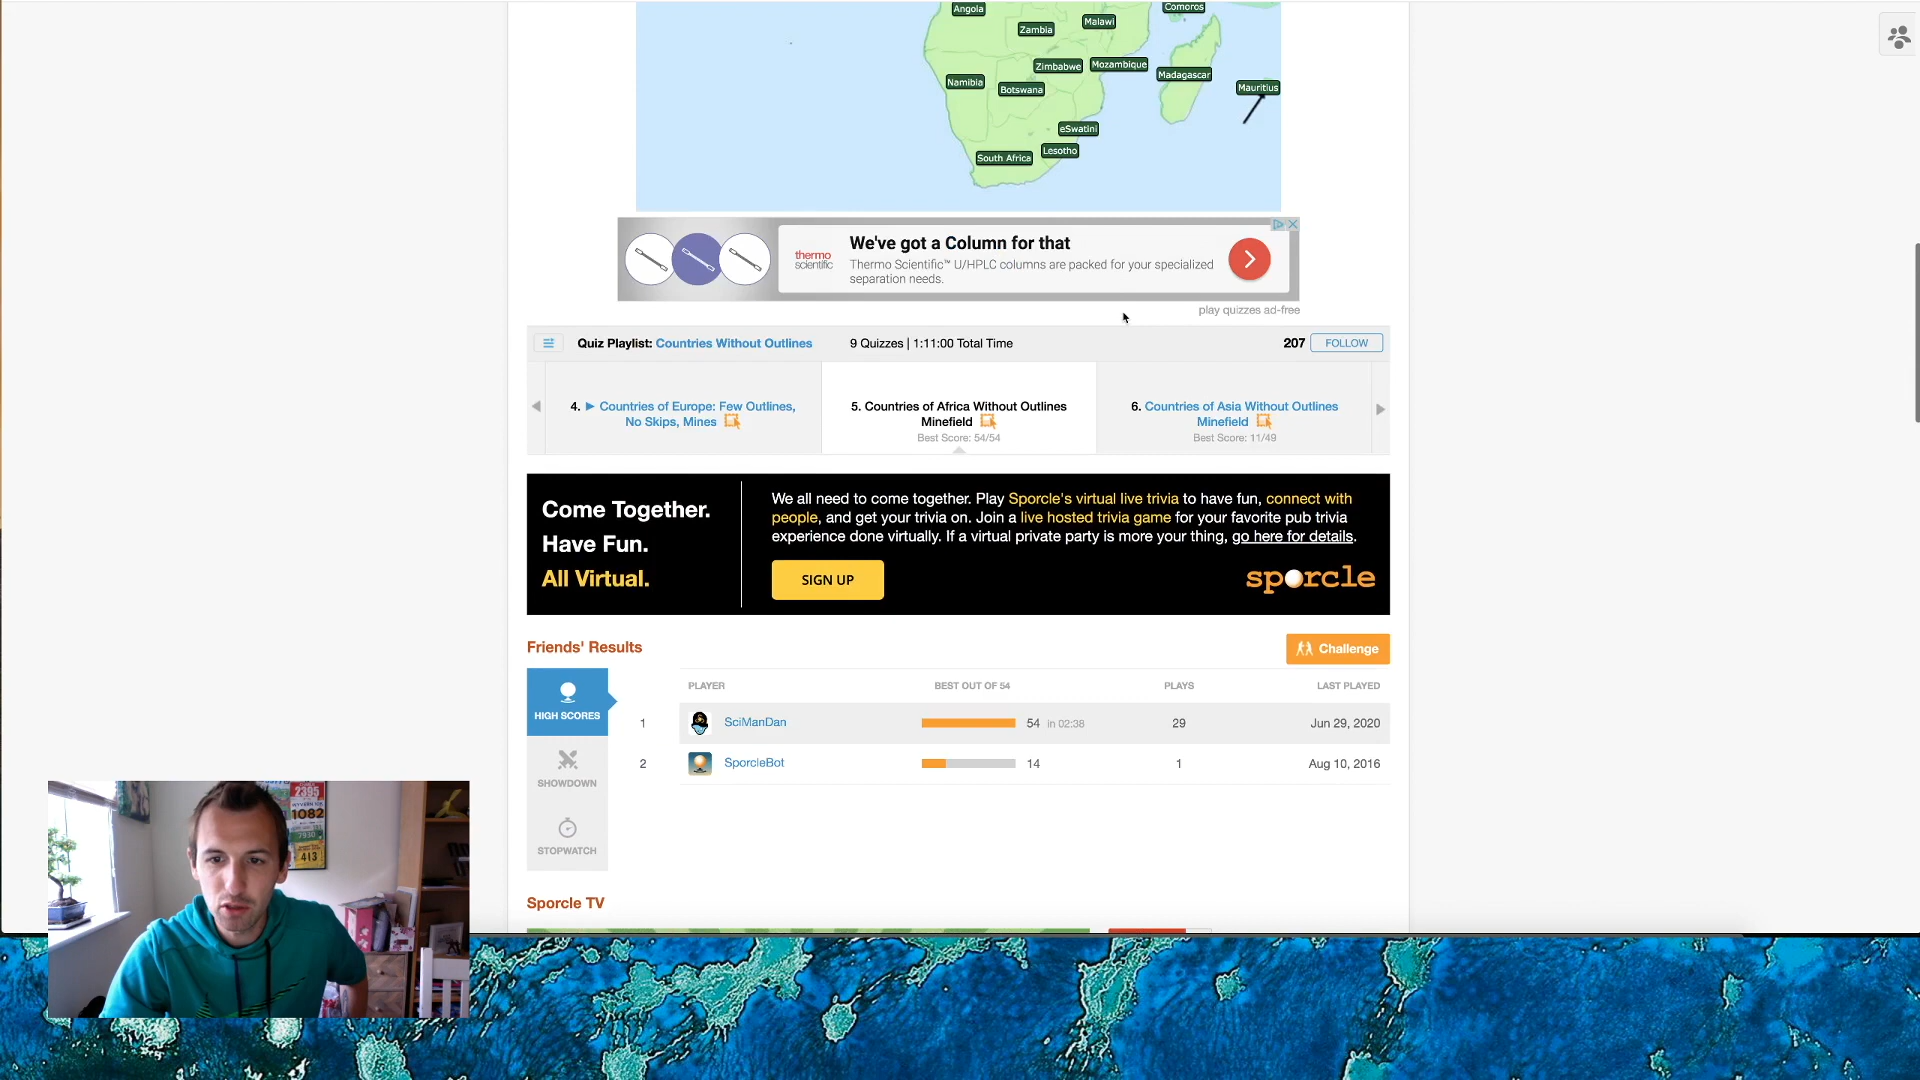 Angola
Comoros
Malawi
Zambia
Zimbabwe
Mozambique
Madagascar
Namibia
Botswana
Mauritius
eSwatini
South Africa
Lesotho
thermo
scientific
We've got a Column for that
Thermo Scientific™ U/HPLC columns are packed for your specialized
separation needs.
play quizzes ad-free
Quiz Playlist: Countries Without Outlines
9 Quizzes | 1:11:00 Total Time
207 FOLLOW
4. ► Countries of Europe: Few Outlines,
No Skips, Mines
5. Countries of Africa Without Outlines
Minefield
Best Score: 54/54
6. Countries of Asia Without Outlines
Minefield
Best Score: 11/49
Come Together.
Have Fun.
All Virtual.
We all need to come together. Play Sporcle's virtual live trivia to have fun, connect with
people, and get your trivia on. Join a live hosted trivia game for your favorite pub trivia
experience done virtually. If a virtual private party is more your thing, go here for details.
SIGN UP
sporcle
Friends' Results
Challenge
HIGH SCORES
SHOWDOWN
STOPWATCH
PLAYER BEST OUT OF 54 PLAYS LAST PLAYED
1 SciManDan 54 in 02:38 29 Jun 29, 2020
2 SporcleBot 14 1 Aug 10, 2016
Sporcle TV
2395
1082
7930
413